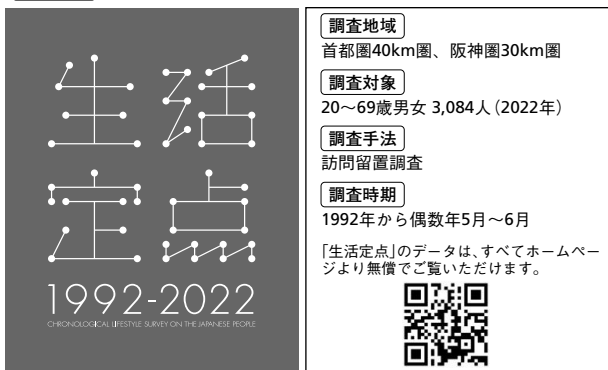 生活
定点
1992-2022
CHRONOLOGICAL LIFESTYLE SURVEY ON THE JAPANESE PEOPLE
調査地域
首都圏40km圏、阪神圏30km圏
調査対象
20〜69歳男女 3,084人(2022年)
調査手法
訪問留置調査
調査時期
1992年から偶数年5月〜6月
「生活定点」のデータは、すべてホームペー
ジより無償でご覧いただけます。